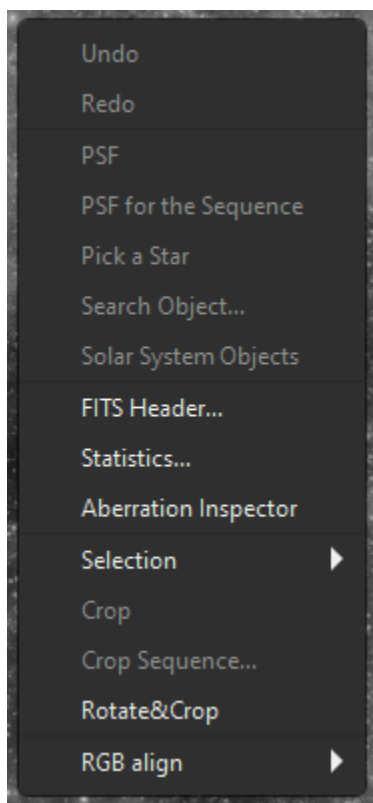 Undo
Redo
PSF
PSF for the Sequence
Pick a Star
Search Object...
Solar System Objects
FITS Header...
Statistics...
Aberration Inspector
Selection
Crop
Crop Sequence...
Rotate&Crop
RGB align